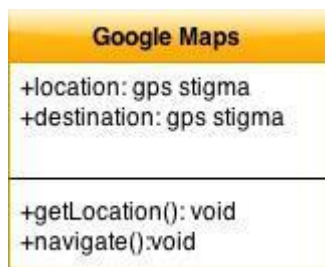 Google Maps
+location: gps stigma
+destination: gps stigma
+getLocation(): void
+navigate():void